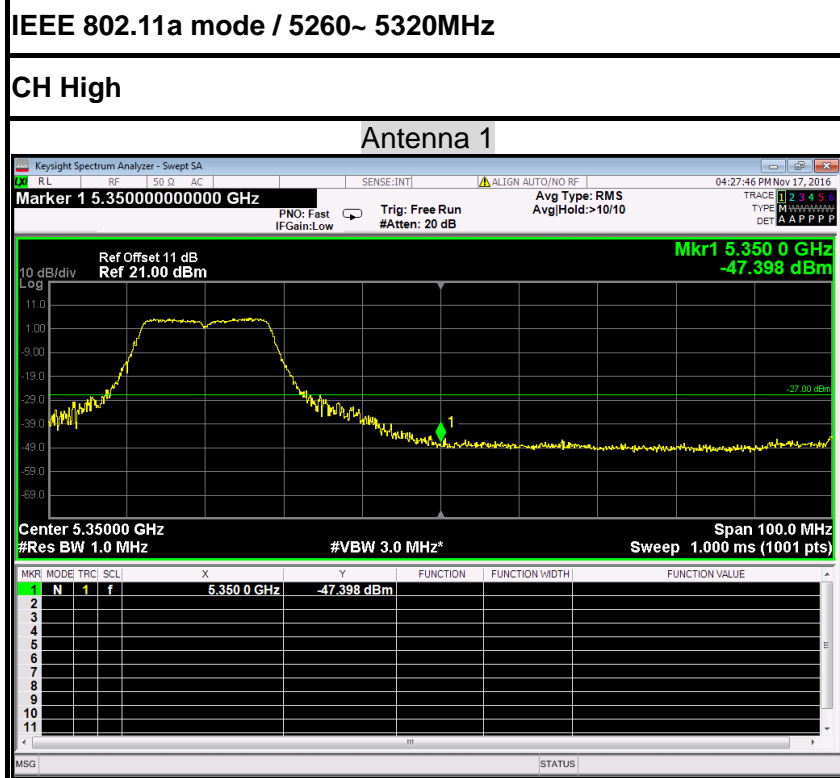 IEEE 802.11a mode / 5260~ 5320MHz
CH High
Antenna 1
Keysight Spectrum Analyzer - Swept SA
LXI RL RF 50 Ω AC SENSE:INT ALIGN AUTO/NO RF 04:27:46 PM Nov 17, 2016
Marker 1 5.350000000000 GHz
PNO: Fast
IFGain:Low
Trig: Free Run
#Atten: 20 dB
Avg Type: RMS
Avg|Hold:>10/10
TRACE 1 2 3 4 5 6
TYPE M WWWWW
DET A A P P P P
Mkr1 5.350 0 GHz
-47.398 dBm
Ref Offset 11 dB
10 dB/div Ref 21.00 dBm
Log
11.0
1.00
-9.00
-19.0
-27.00 dBm
-29.0
-39.0
1
-49.0
-59.0
-69.0
Center 5.35000 GHz Span 100.0 MHz
#Res BW 1.0 MHz #VBW 3.0 MHz* Sweep 1.000 ms (1001 pts)
MKR MODE TRC SCL X Y FUNCTION FUNCTION WIDTH FUNCTION VALUE
1 N 1 f 5.350 0 GHz -47.398 dBm
2
3
4
5
6
7
8
9
10
11
MSG STATUS